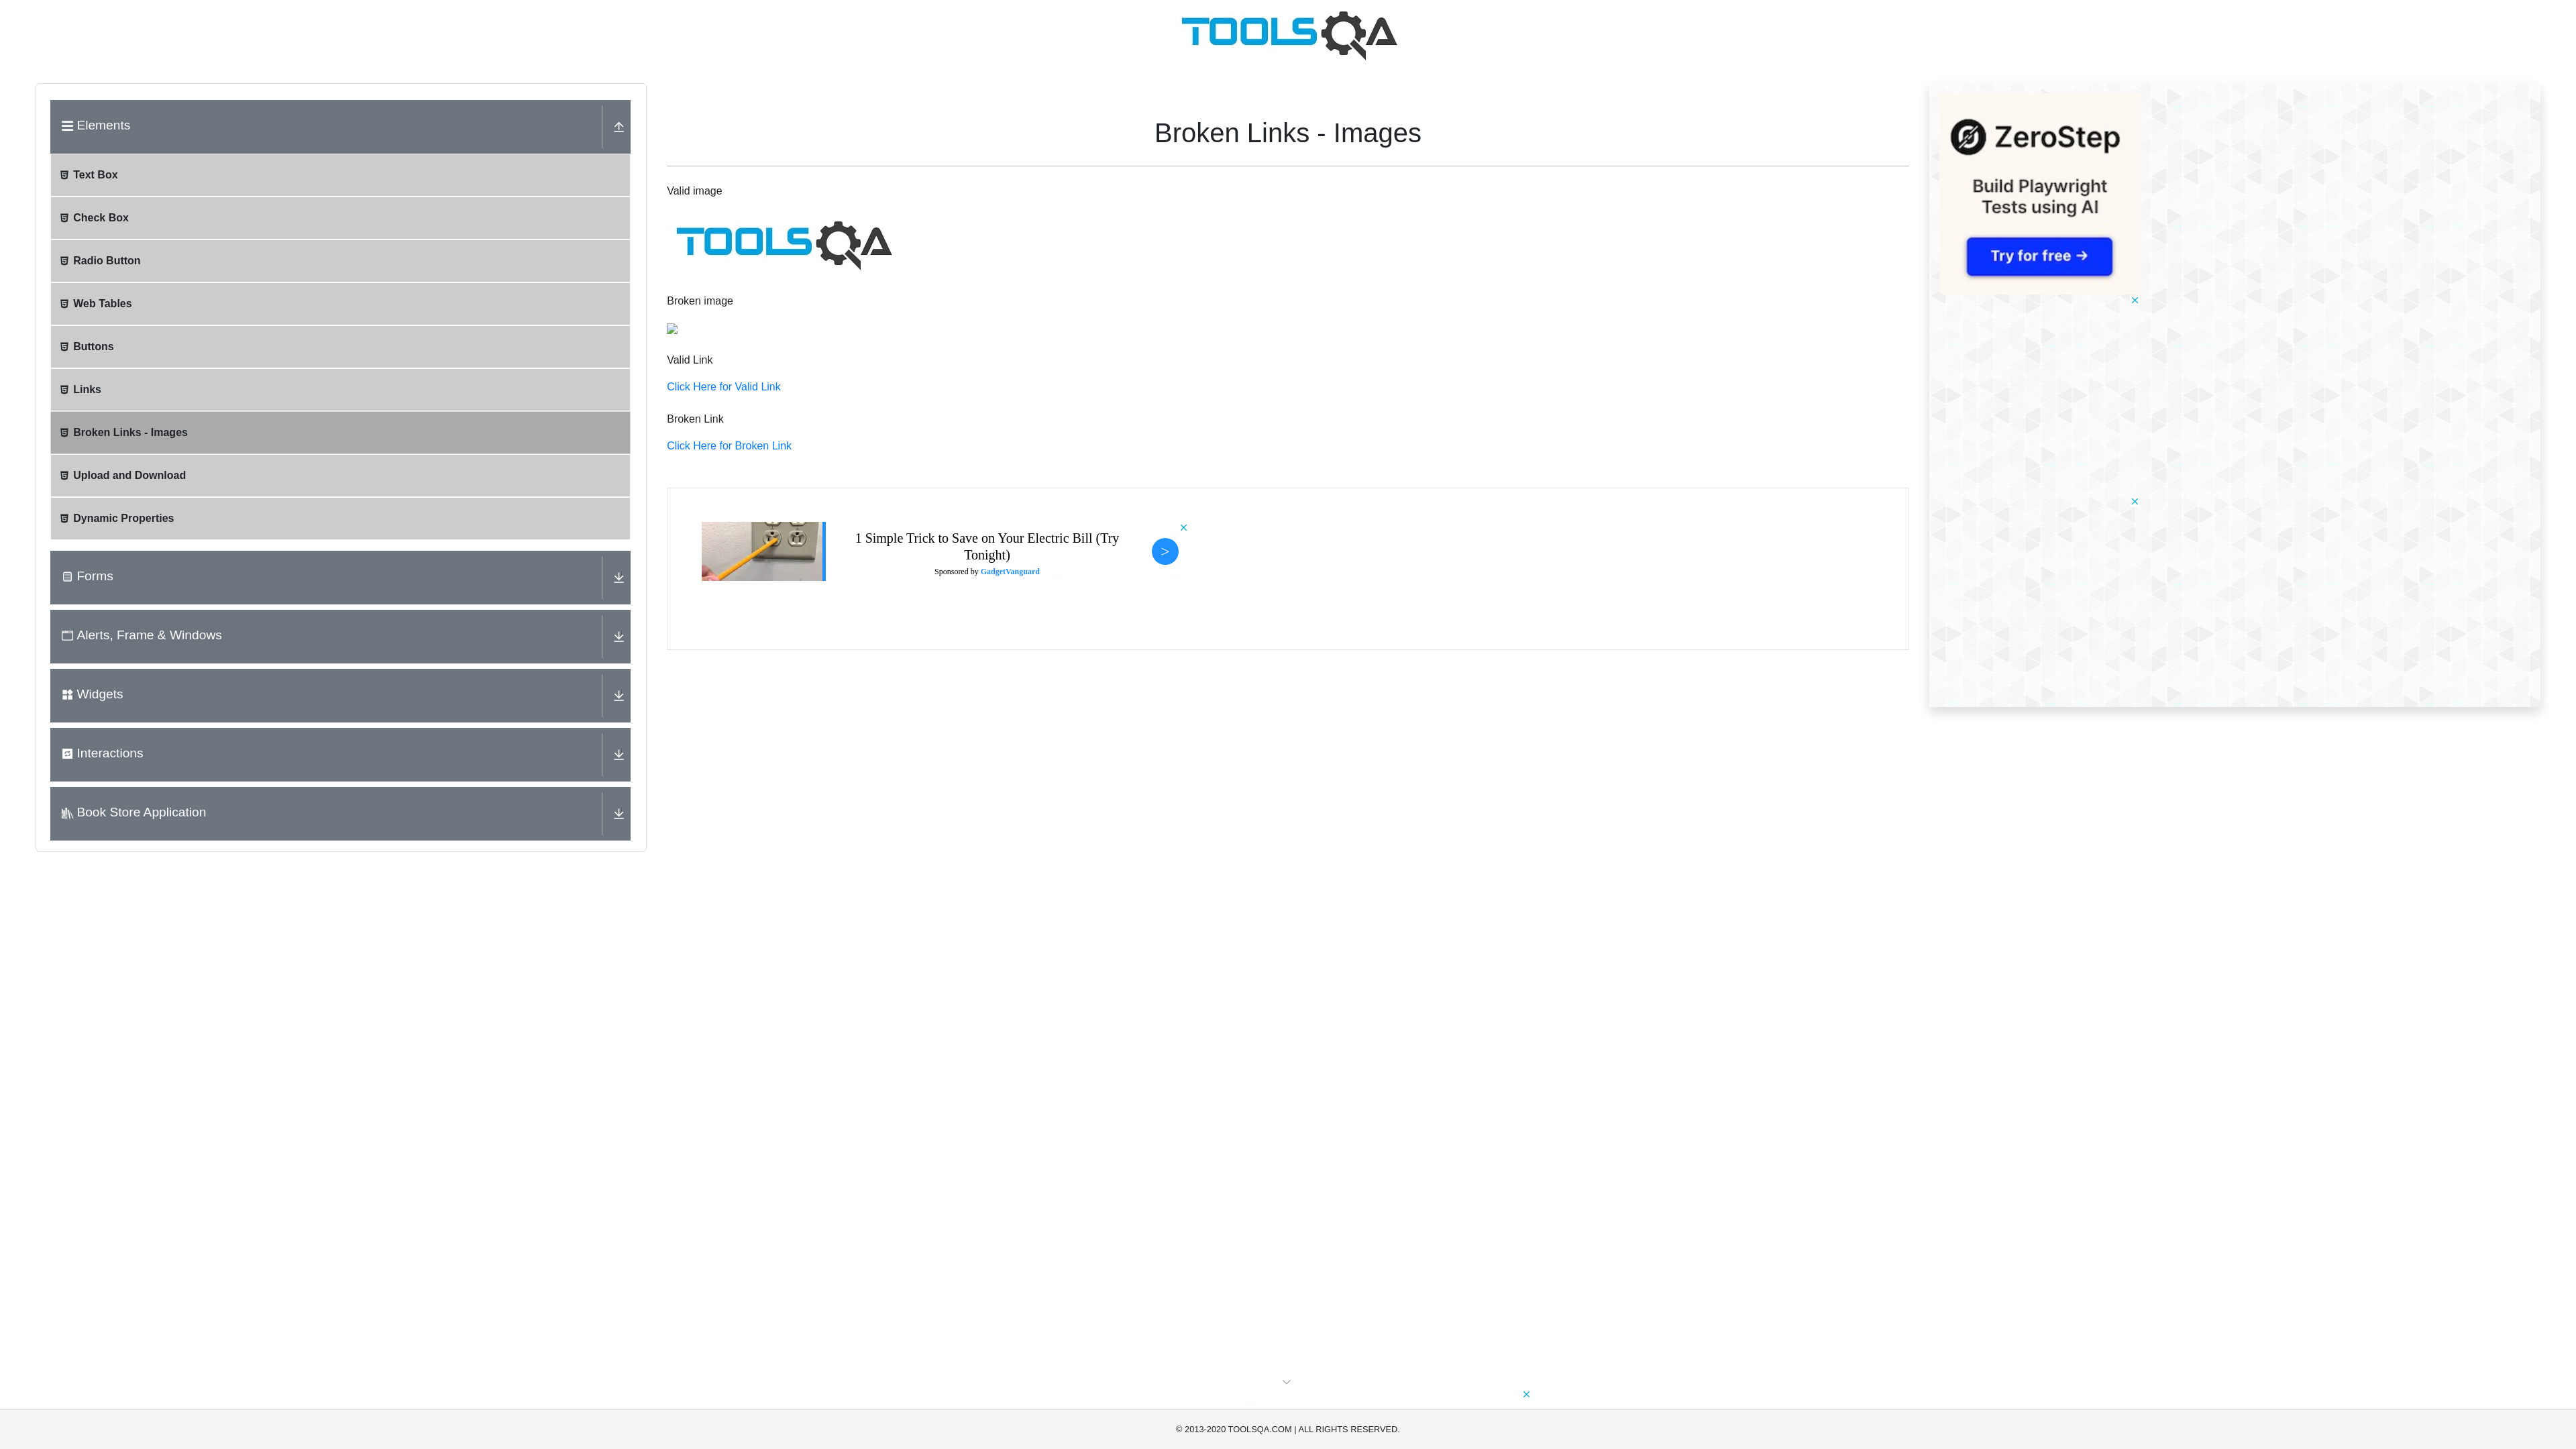 TOOLSQA
Elements
Text Box
Check Box
Radio Button
Web Tables
Buttons
Links
Broken Links - Images
Upload and Download
Dynamic Properties
Forms
Alerts, Frame & Windows
Widgets
Interactions
Book Store Application
Broken Links - Images
Valid image
TOOLSQA
Broken image
Valid Link
Click Here for Valid Link
Broken Link
Click Here for Broken Link
1 Simple Trick to Save on Your Electric Bill (Try
Tonight)
Sponsored by GadgetVanguard
>
ZeroStep
Build Playwright
Tests using AI
Try for free →
© 2013-2020 TOOLSQA.COM | ALL RIGHTS RESERVED.